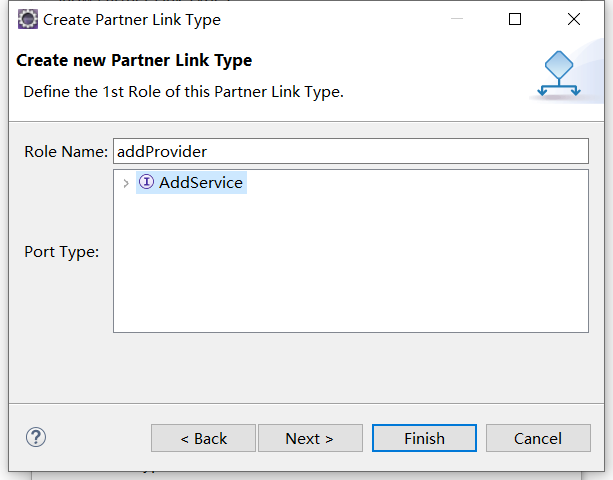 Create Partner Link Type
Create new Partner Link Type
Define the 1st Role of this Partner Link Type.
Role Name: addProvider
AddService
Port Type:
< Back Next > Finish Cancel